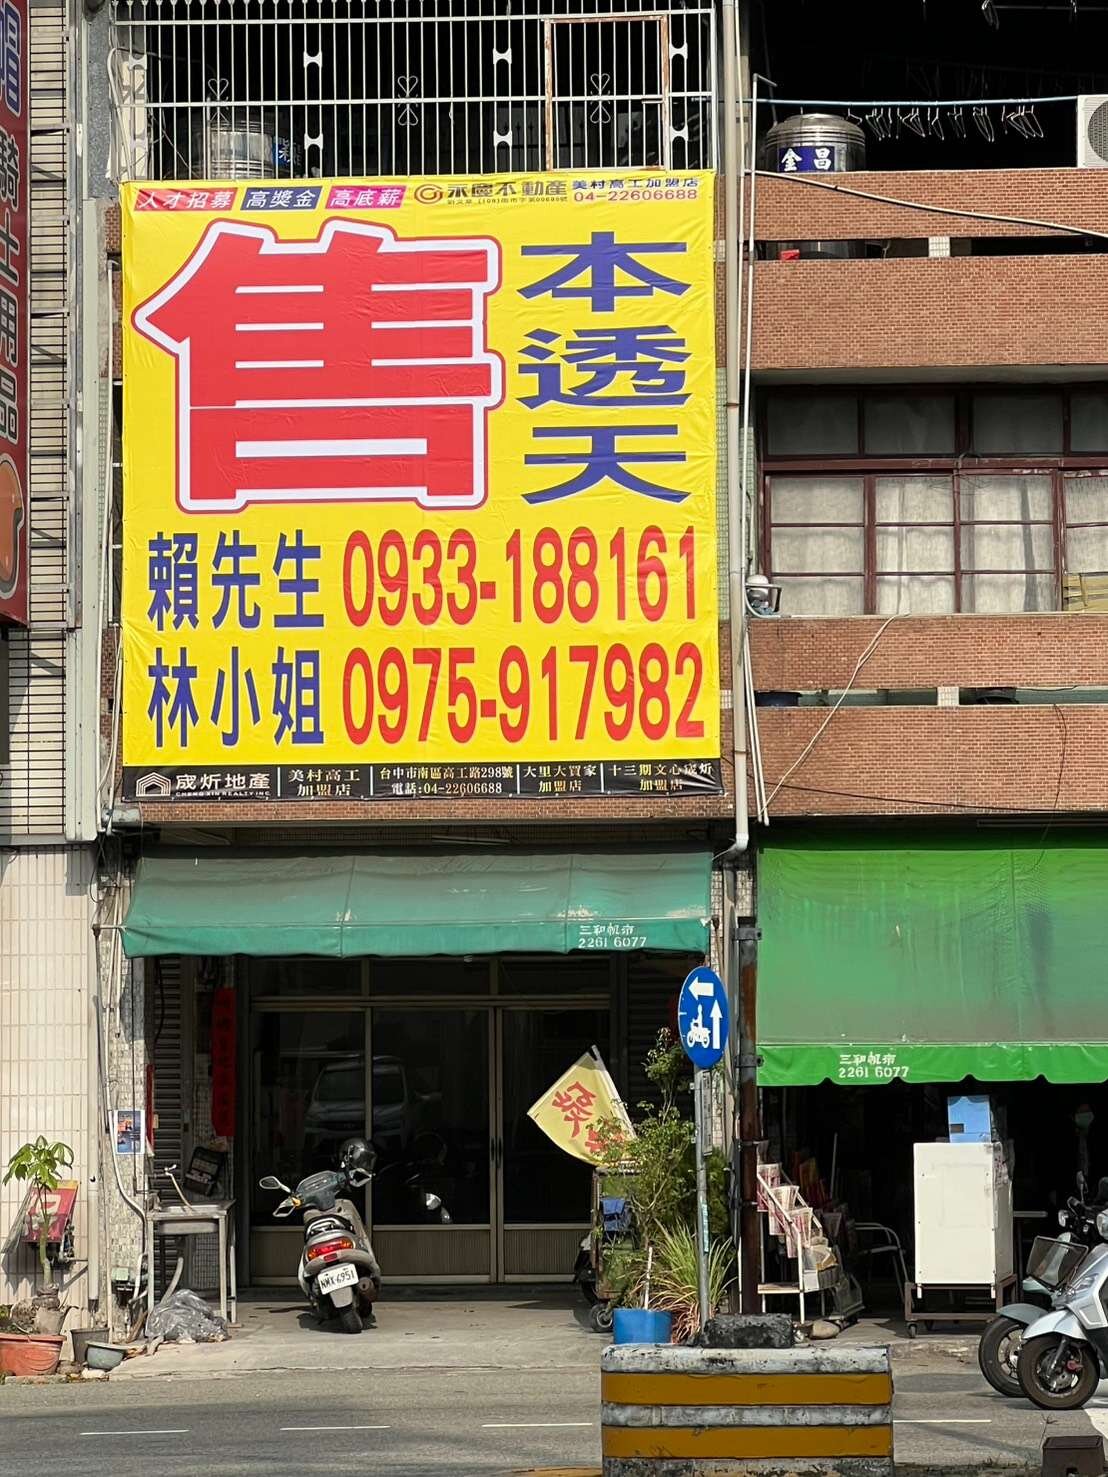 人才招募 高獎金 高底薪 永慶不動產 美村高工加盟店
04-22606688
售
本透天
賴先生 0933-188161
林小姐 0975-917982
歲炘地產 美村高工 加盟店
台中市南區高工路298號
電話:04-22606688
大里大買家 加盟店
十三期文心歲炘 加盟店
金昌
三和帆布
2261 6077
三和帆布
2261 6077
NMX-6951